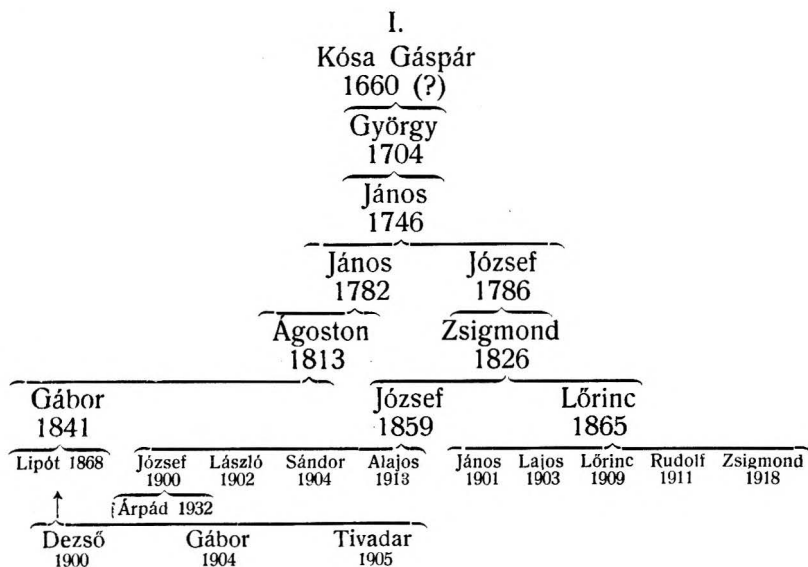 I.
Kósa Gáspár
1660 (?)
György
1704
János
1746
János József
1782 1786
Ágoston Zsigmond
1813 1826
Gábor József Lőrinc
1841 1859 1865
Lipót 1868 József László Sándor Alajos János Lajos Lőrinc Rudolf Zsigmond
1900 1902 1904 1913 1901 1903 1909 1911 1918
Árpád 1932
Dezső Gábor Tivadar
1900 1904 1905